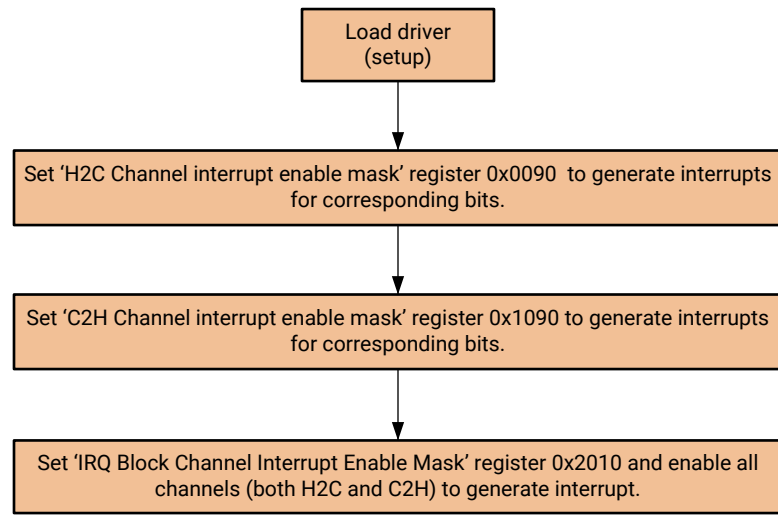 Load driver
(setup)
Set ‘H2C Channel interrupt enable mask’ register 0x0090  to generate interrupts
for corresponding bits.
Set ‘C2H Channel interrupt enable mask’ register 0x1090 to generate interrupts
for corresponding bits.
Set ‘IRQ Block Channel Interrupt Enable Mask’ register 0x2010 and enable all
channels (both H2C and C2H) to generate interrupt.